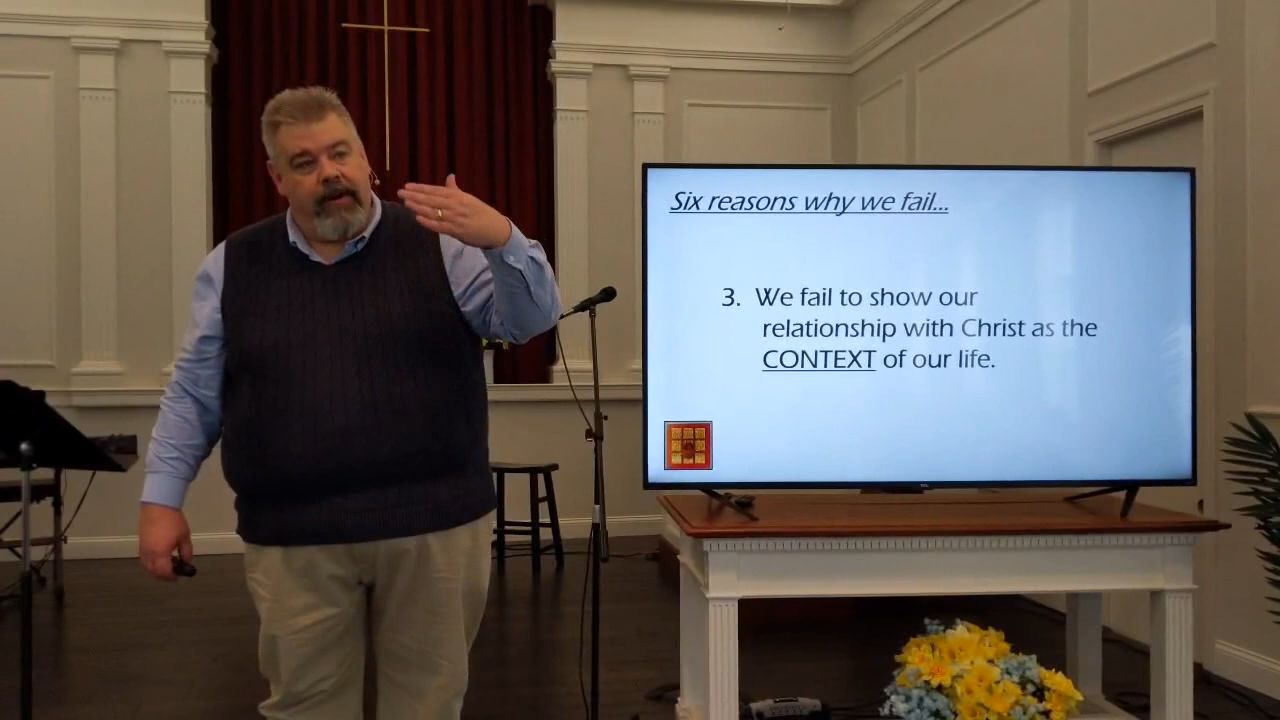 Six reasons why we fail...
3. We fail to show our
relationship with Christ as the
CONTEXT of our life.
TCL